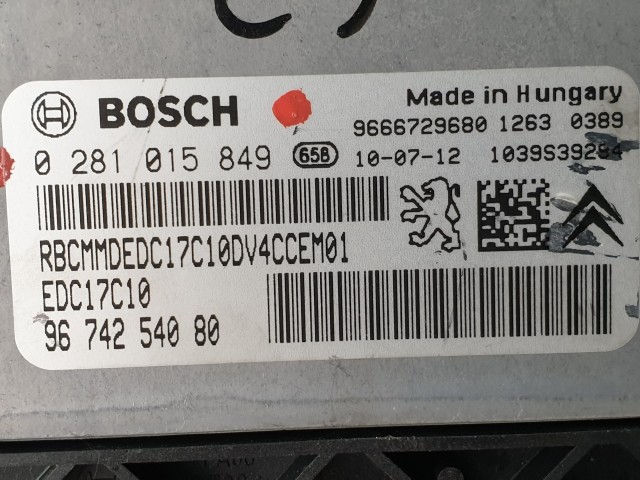 BOSCH
Made in Hungary
9666729680 1263 0389
0 281 015 849 658 10-07-12 1039S39284
RBCMMDEDC17C10DV4CCEM01
EDC17C10
96 742 540 80